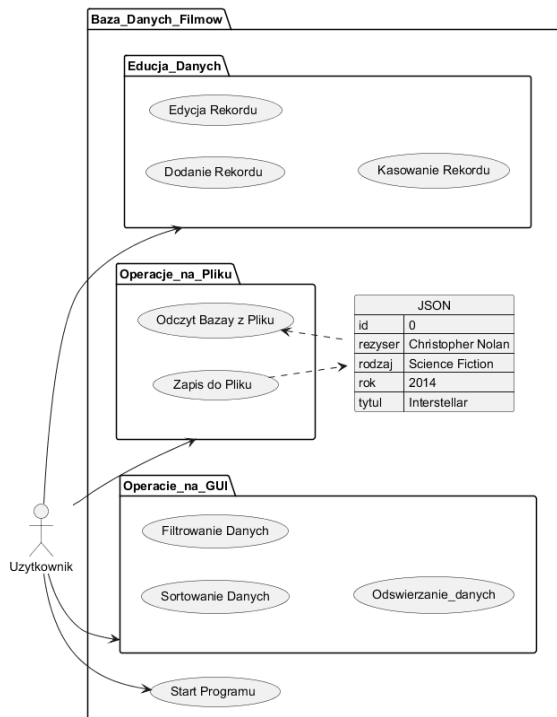 Baza_Danych_Filmow
Educja_Danych
Edycja Rekordu
Dodanie Rekordu
Kasowanie Rekordu
Operacje_na_Pliku
Odczyt Bazay z Pliku
Zapis do Pliku
JSON
id 0
rezyser Christopher Nolan
rodzaj Science Fiction
rok 2014
tytul Interstellar
Operacie_na_GUI
Filtrowanie Danych
Sortowanie Danych
Odswierzanie_danych
Uzytkownik
Start Programu